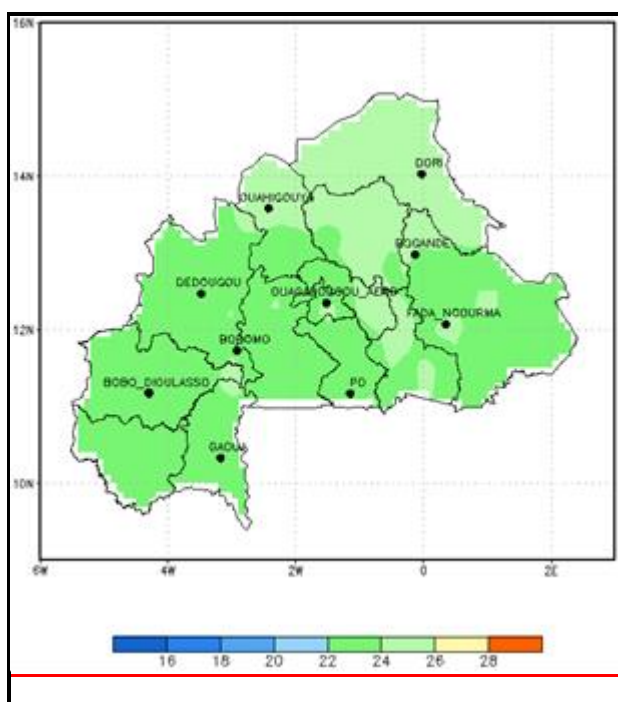 16N
DORI
14N
OUAHIGOUYA
BOGANDE
DEDOUGOU
OUAGADOUGOU_AERO
FADA_NGOURMA
12N
BOROMO
BOBO_DIOULASSO
PO
GAOUA
10N
6W 4W 2W 0 2E
16 18 20 22 24 26 28